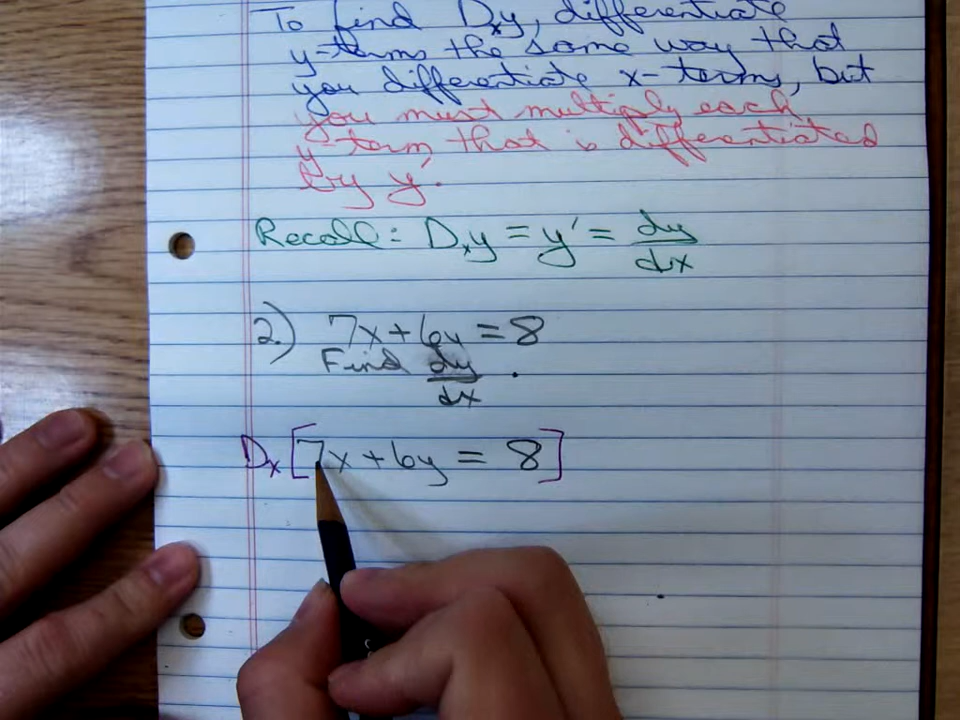 To find Dₓy, differentiate
y-terms the same way that
you differentiate x-terms, but
you must multiply each
y-term that is differentiated
by y'.
Recall: Dₓy = y' = dy/dx
2.) 7x + 6y = 8
Find dy/dx.
Dₓ[7x + 6y = 8]